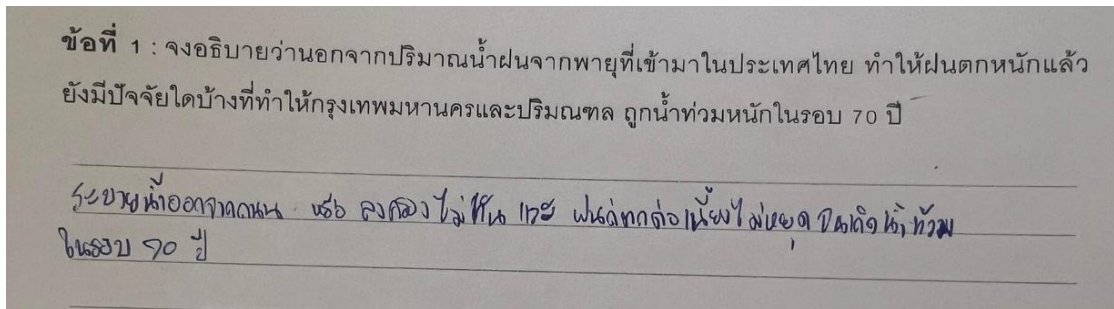 ข้อที่ 1 : จงอธิบายว่านอกจากปริมาณน้ำฝนจากพายุที่เข้ามาในประเทศไทย ทำให้ฝนตกหนักแล้ว
ยังมีปัจจัยใดบ้างที่ทำให้กรุงเทพมหานครและปริมณฑล ถูกน้ำท่วมหนักในรอบ 70 ปี
ระบายน้ำออกจากถนน หรือ ลงคลองไม่ทัน และ ฝนตกต่อเนื่องไม่หยุด จนเกิดน้ำท่วม
ในรอบ 70 ปี